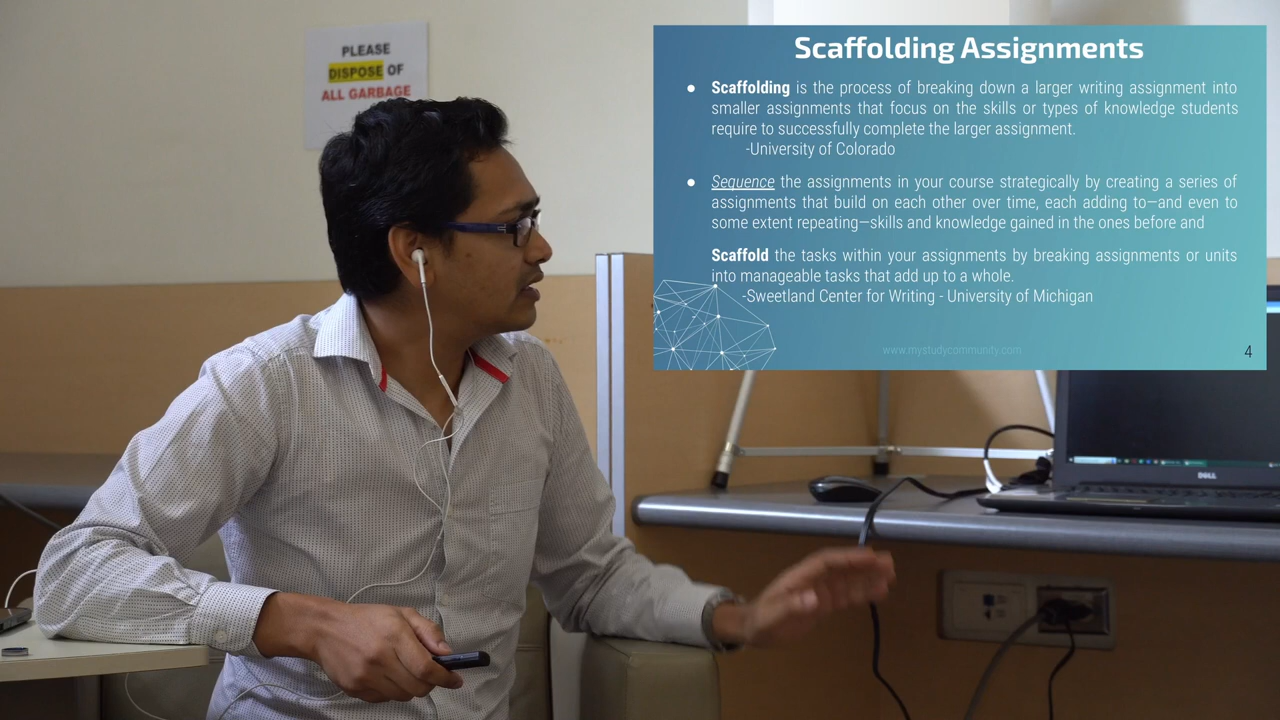 PLEASE
DISPOSE OF
ALL GARBAGE
Scaffolding Assignments
● Scaffolding is the process of breaking down a larger writing assignment into
smaller assignments that focus on the skills or types of knowledge students
require to successfully complete the larger assignment.
-University of Colorado
● Sequence the assignments in your course strategically by creating a series of
assignments that build on each other over time, each adding to—and even to
some extent repeating—skills and knowledge gained in the ones before and
Scaffold the tasks within your assignments by breaking assignments or units
into manageable tasks that add up to a whole.
-Sweetland Center for Writing - University of Michigan
www.mystudycommunity.com
4
DELL